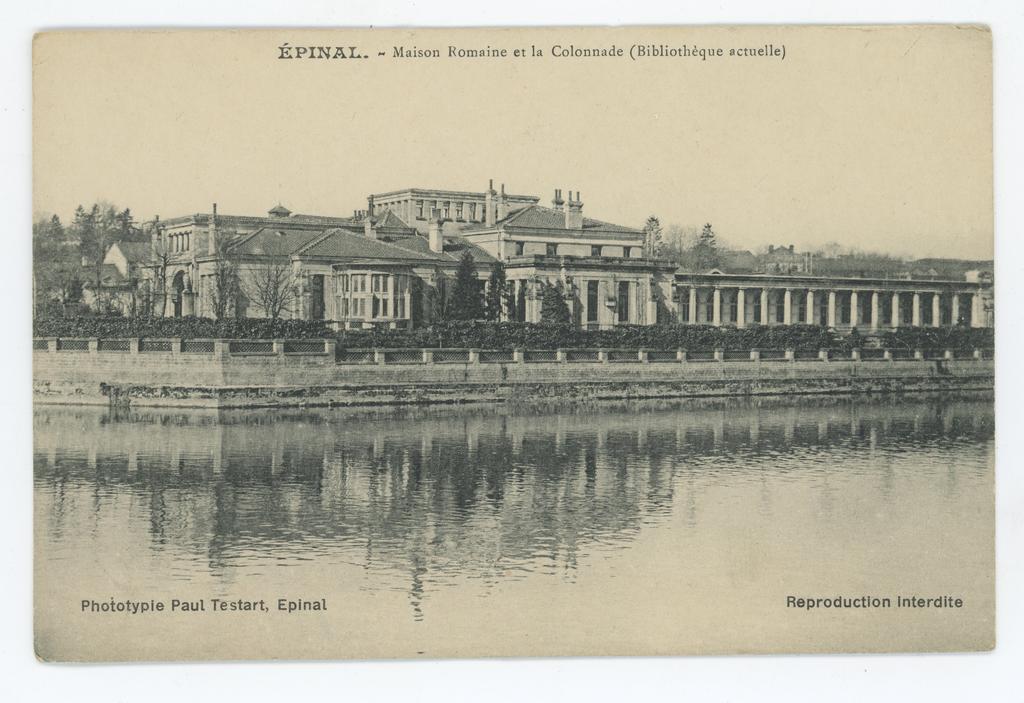 ÉPINAL. - Maison Romaine et la Colonnade (Bibliothèque actuelle)
Phototypie Paul Testart, Epinal
Reproduction Interdite